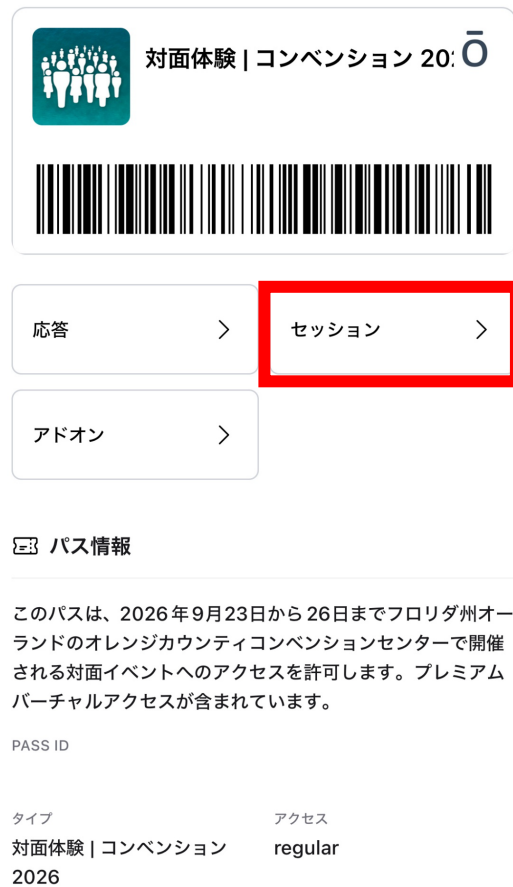 対面体験 | コンベンション 202
ō
応答
セッション
アドオン
パス情報
このパスは、2026年9月23日から26日までフロリダ州オー
ランドのオレンジカウンティコンベンションセンターで開催
される対面イベントへのアクセスを許可します。プレミアム
バーチャルアクセスが含まれています。
PASS ID
タイプ
アクセス
対面体験 | コンベンション
regular
2026